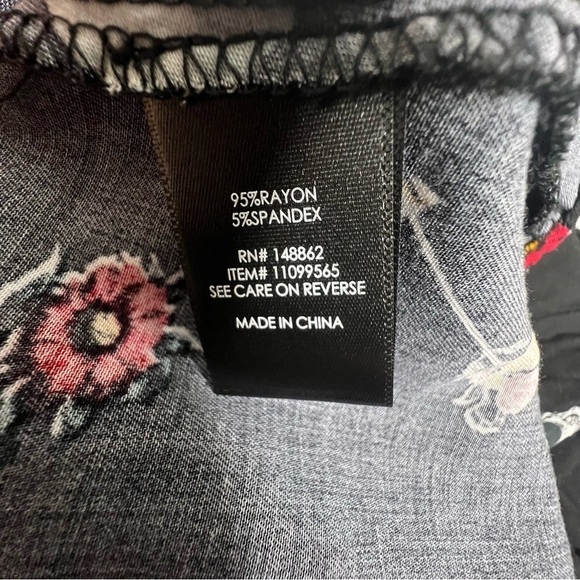 95%RAYON
5%SPANDEX
RN# 148862
ITEM# 11099565
SEE CARE ON REVERSE
MADE IN CHINA